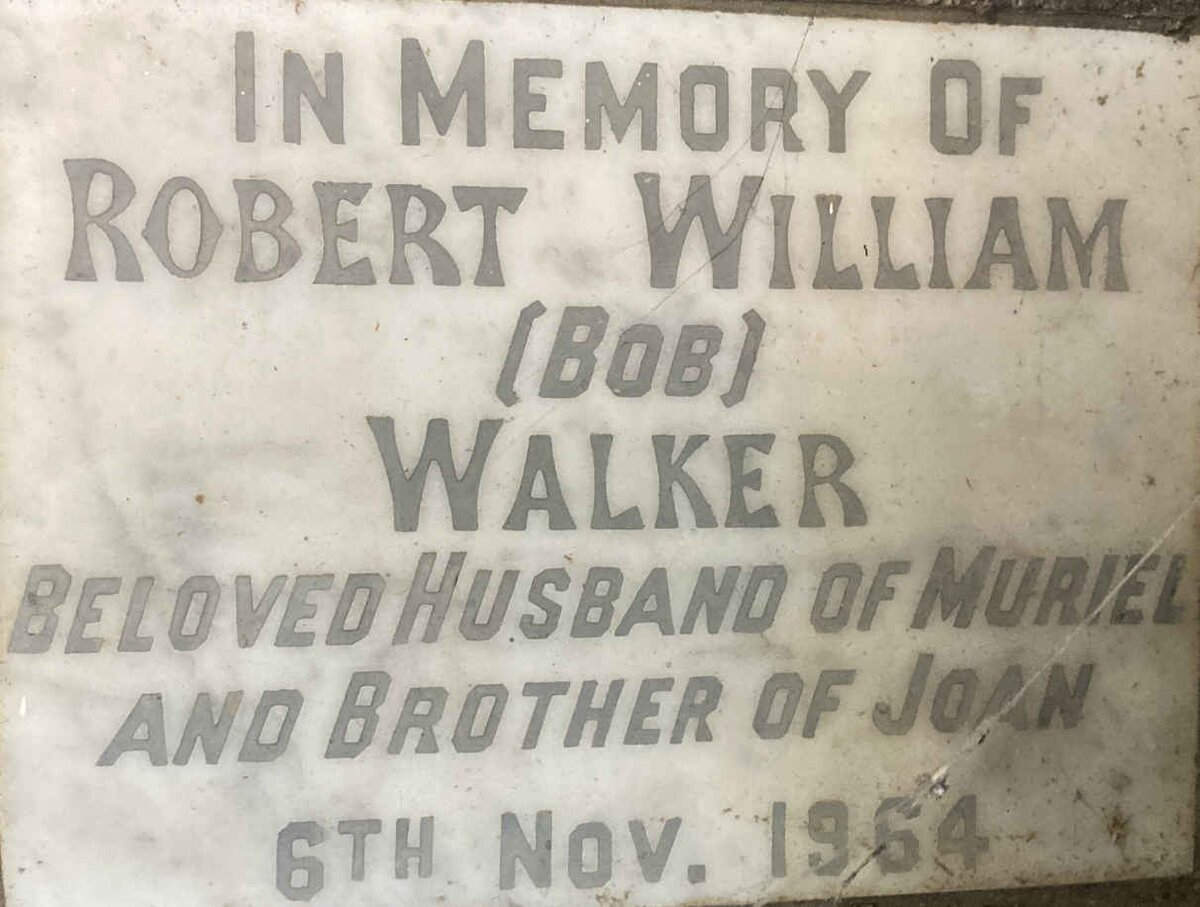 IN MEMORY OF
ROBERT WILLIAM
(BOB)
WALKER
BELOVED HUSBAND OF MURIEL
AND BROTHER OF JOAN
6TH NOV. 1964